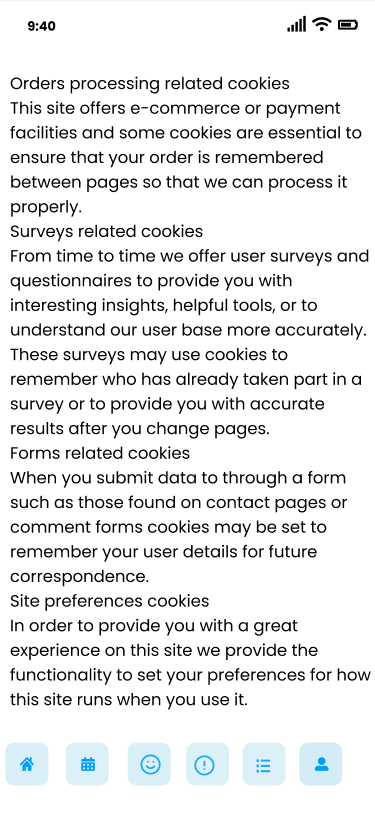 9:40
Orders processing related cookies
This site offers e-commerce or payment
facilities and some cookies are essential to
ensure that your order is remembered
between pages so that we can process it
properly.
Surveys related cookies
From time to time we offer user surveys and
questionnaires to provide you with
interesting insights, helpful tools, or to
understand our user base more accurately.
These surveys may use cookies to
remember who has already taken part in a
survey or to provide you with accurate
results after you change pages.
Forms related cookies
When you submit data to through a form
such as those found on contact pages or
comment forms cookies may be set to
remember your user details for future
correspondence.
Site preferences cookies
In order to provide you with a great
experience on this site we provide the
functionality to set your preferences for how
this site runs when you use it.